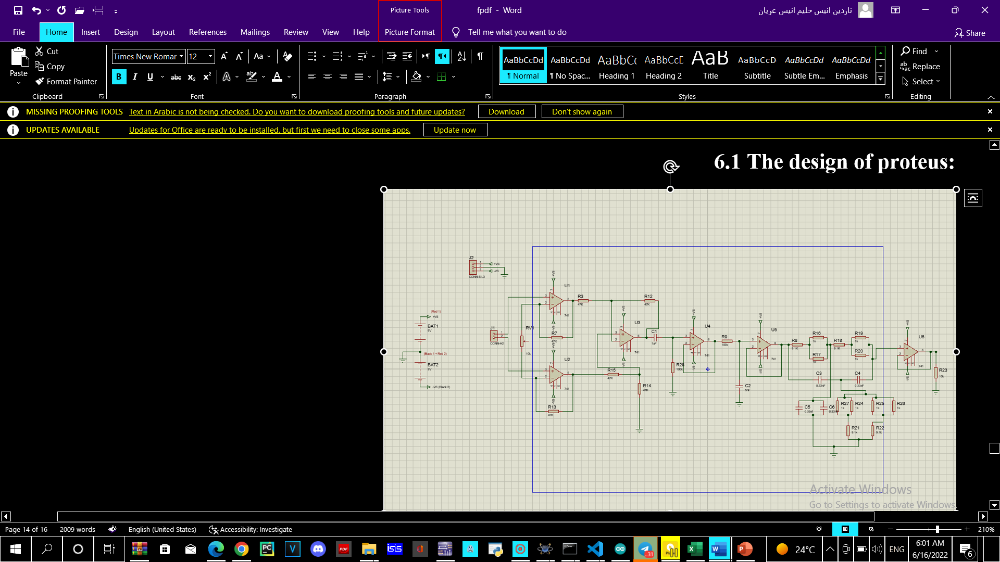 Picture Tools
fpdf - Word
ناردين انيس حليم انيس عريان
File Home Insert Design Layout References Mailings Review View Help Picture Format Tell me what you want to do Share
Paste
Cut
Copy
Format Painter
Clipboard
Times New Romar 12
Aa
B I U abc x₂ x²
Font
Paragraph
AaBbCcDd AaBbCcDd AaBbCc AaBbCcD AaB AaBbCcD AaBbCcDd AaBbCcDd
¶ Normal ¶ No Spac... Heading 1 Heading 2 Title Subtitle Subtle Em... Emphasis
Styles
Find
Replace
Select
Editing
MISSING PROOFING TOOLS Text in Arabic is not being checked. Do you want to download proofing tools and future updates? Download Don't show again
UPDATES AVAILABLE Updates for Office are ready to be installed, but first we need to close some apps. Update now
6.1 The design of proteus:
J2
+VS
-VS
CONN-SIL3
(Red 1)
+VS
BAT1
9V
(Black 1 + Red 2)
BAT2
9V
-VS (Black 2)
J1
CONN-H2
RV1
10k
U1
741
R7
47K
U2
741
R13
47K
R3
47K
R12
47K
U3
741
C1
1uF
R15
47K
R14
47K
R28
100k
U4
741
R9
100k
C2
U5
741
R8
9.1K
R16
1k
R17
1K
R18
9.1K
R19
1k
R20
1k
C3
0.33nF
C4
0.33nF
C5
0.33nf
C6
R27
1k
R24
1k
R25
1k
R26
1k
R21
9.1k
R22
9.1k
U6
741
R23
10k
Activate Windows
Go to Settings to activate Windows.
Page 14 of 16 2009 words English (United States) Accessibility: Investigate 210%
PC V PDF isis 31 24°C ENG
6:01 AM
6/16/2022
6